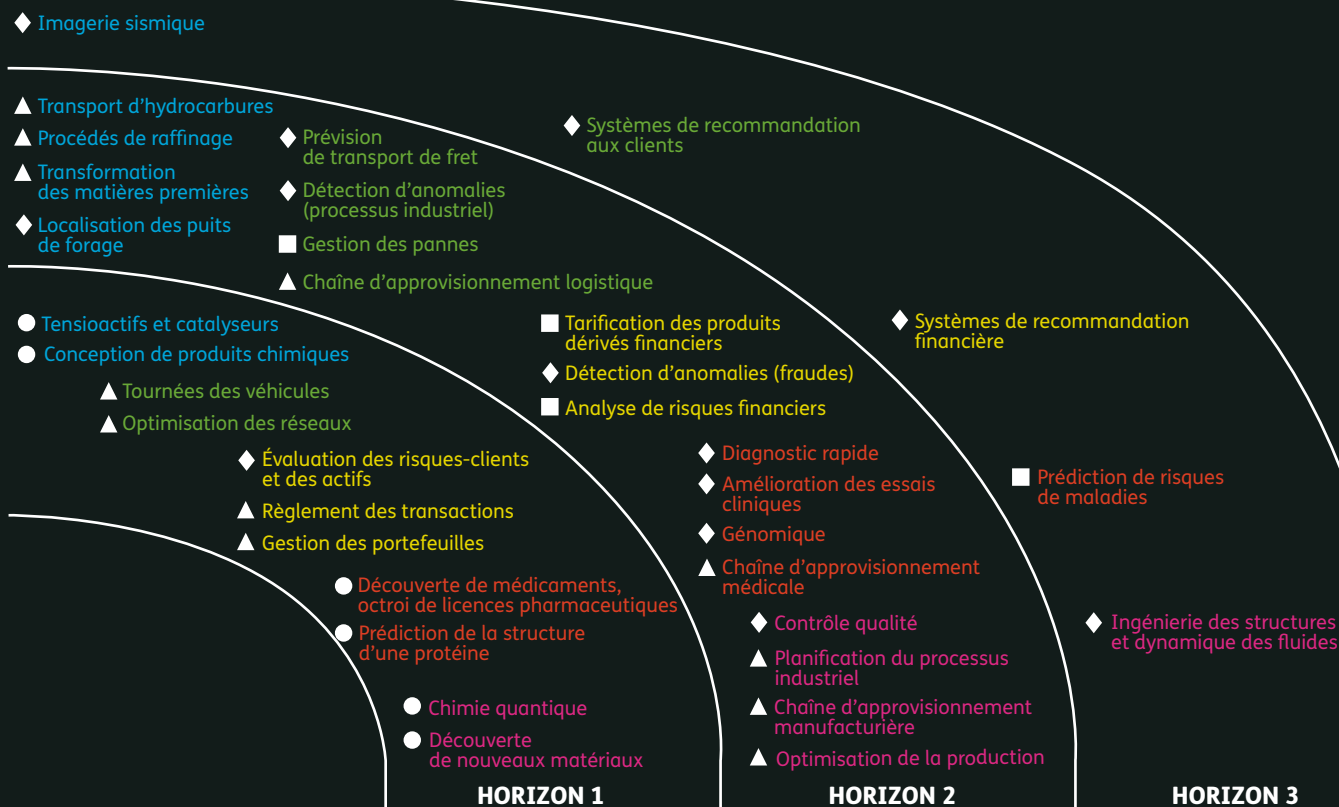 Imagerie sismique
Transport d'hydrocarbures
Procédés de raffinage
Transformation
des matières premières
Localisation des puits
de forage
Prévision
de transport de fret
Détection d'anomalies
(processus industriel)
Gestion des pannes
Chaîne d'approvisionnement logistique
Systèmes de recommandation
aux clients
Tensioactifs et catalyseurs
Conception de produits chimiques
Tournées des véhicules
Optimisation des réseaux
Évaluation des risques-clients
et des actifs
Règlement des transactions
Gestion des portefeuilles
Tarification des produits
dérivés financiers
Détection d'anomalies (fraudes)
Analyse de risques financiers
Systèmes de recommandation
financière
Découverte de médicaments,
octroi de licences pharmaceutiques
Prédiction de la structure
d'une protéine
Diagnostic rapide
Amélioration des essais
cliniques
Génomique
Chaîne d'approvisionnement
médicale
Prédiction de risques
de maladies
Chimie quantique
Découverte
de nouveaux matériaux
Contrôle qualité
Planification du processus
industriel
Chaîne d'approvisionnement
manufacturière
Optimisation de la production
Ingénierie des structures
et dynamique des fluides
HORIZON 1
HORIZON 2
HORIZON 3